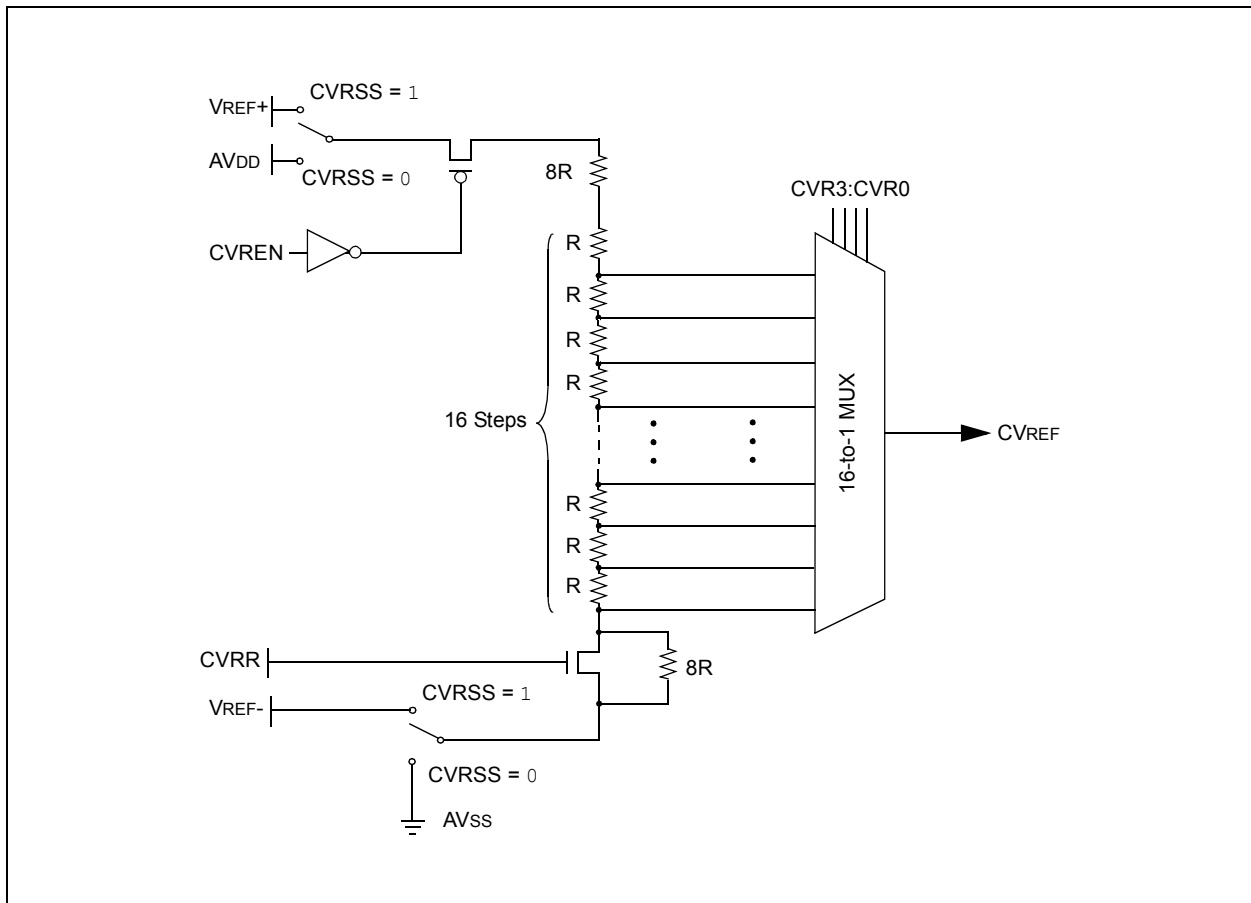 CVRSS = 1
VREF+
AVDD
CVRSS = 0
8R
CVR3:CVR0
CVREN
R
R
R
R
16 Steps
16-to-1 MUX
CVREF
R
R
R
CVRR
8R
CVRSS = 1
VREF-
CVRSS = 0
AVSS